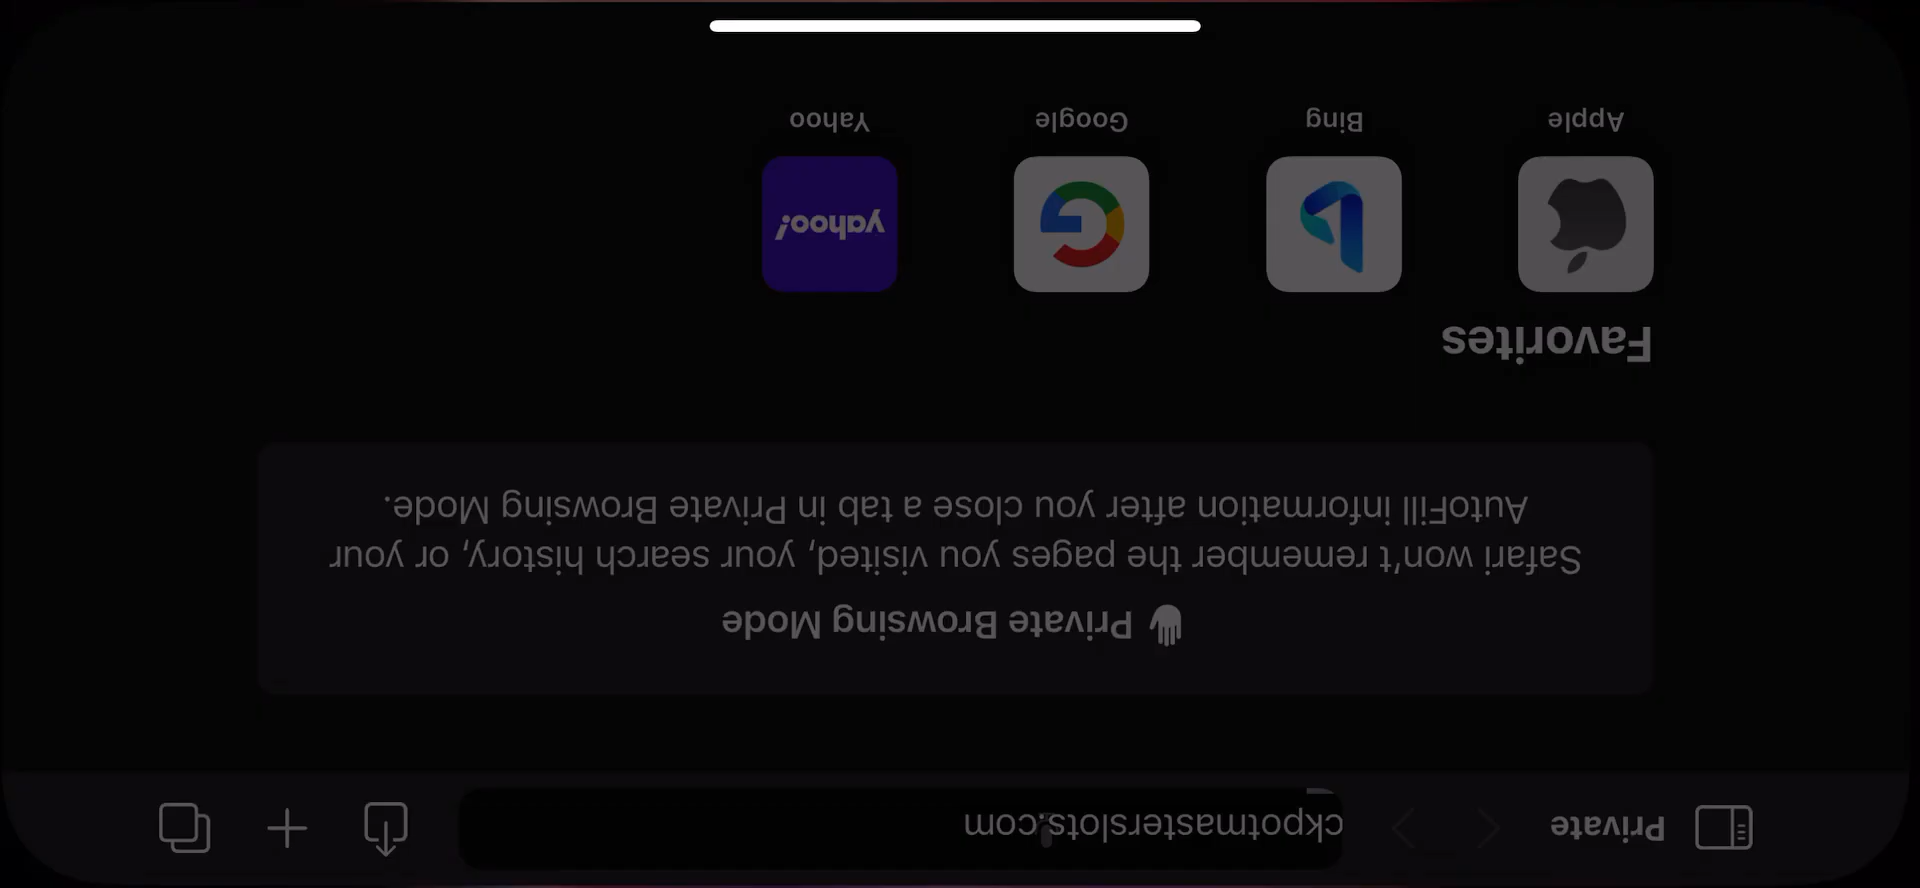 Private
ckpotmasterslots.com
Private Browsing Mode
Safari won't remember the pages you visited, your search history, or your
AutoFill information after you close a tab in Private Browsing Mode.
Favorites
yahoo!
Apple
Bing
Google
Yahoo